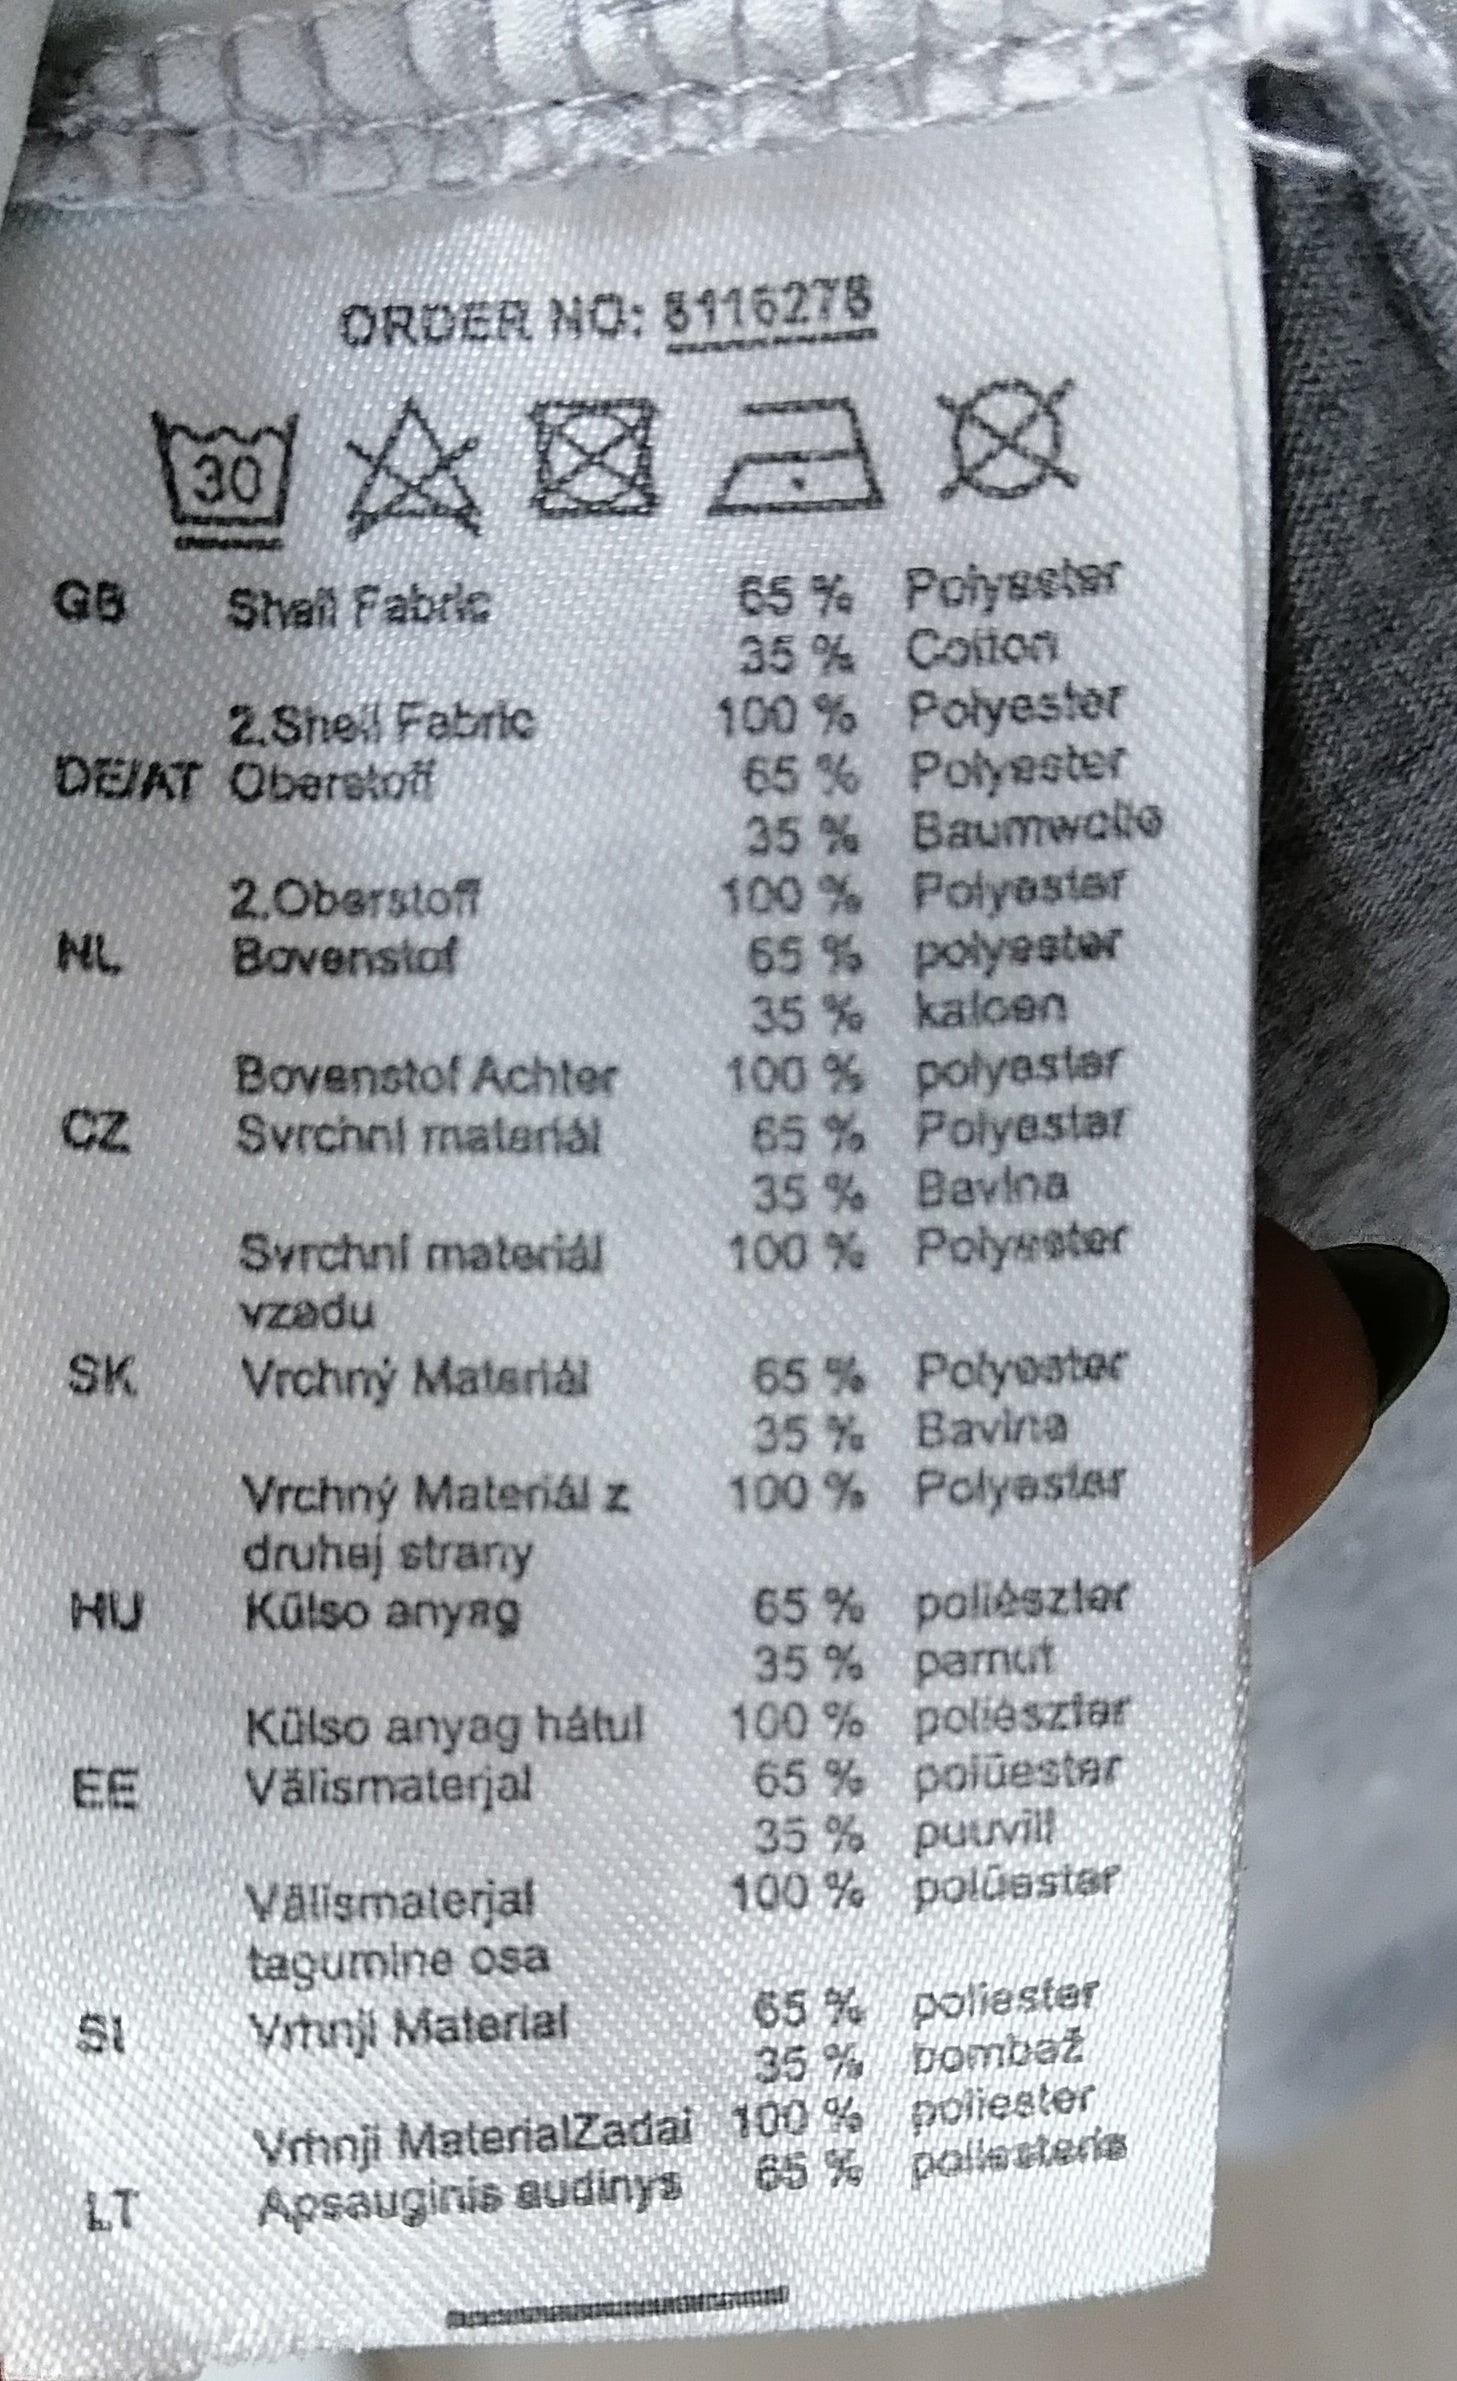 ORDER NO: 5116278
30
GB Shell Fabric 65 % Polyester
35 % Cotton
2.Shell Fabric 100 % Polyester
DE/AT Oberstoff 65 % Polyester
35 % Baumwolle
2.Oberstoff 100 % Polyester
NL Bovenstof 65 % polyester
35 % katoen
Bovenstof Achter 100 % polyester
CZ Svrchní materiál 65 % Polyester
35 % Bavlna
Svrchní materiál 100 % Polyester
vzadu
SK Vrchný Materiál 65 % Polyester
35 % Bavlna
Vrchný Materiál z 100 % Polyester
druhej strany
HU Külso anyag 65 % poliészter
35 % pamut
Külso anyag hátul 100 % poliészter
EE Välismaterjal 65 % polüester
35 % puuvill
Välismaterjal 100 % polüester
tagumine osa
SI Vrhnji Material 65 % poliester
35 % bombaž
Vrhnji MaterialZadaj 100 % poliester
LT Apsauginis audinys 65 % poliesteris